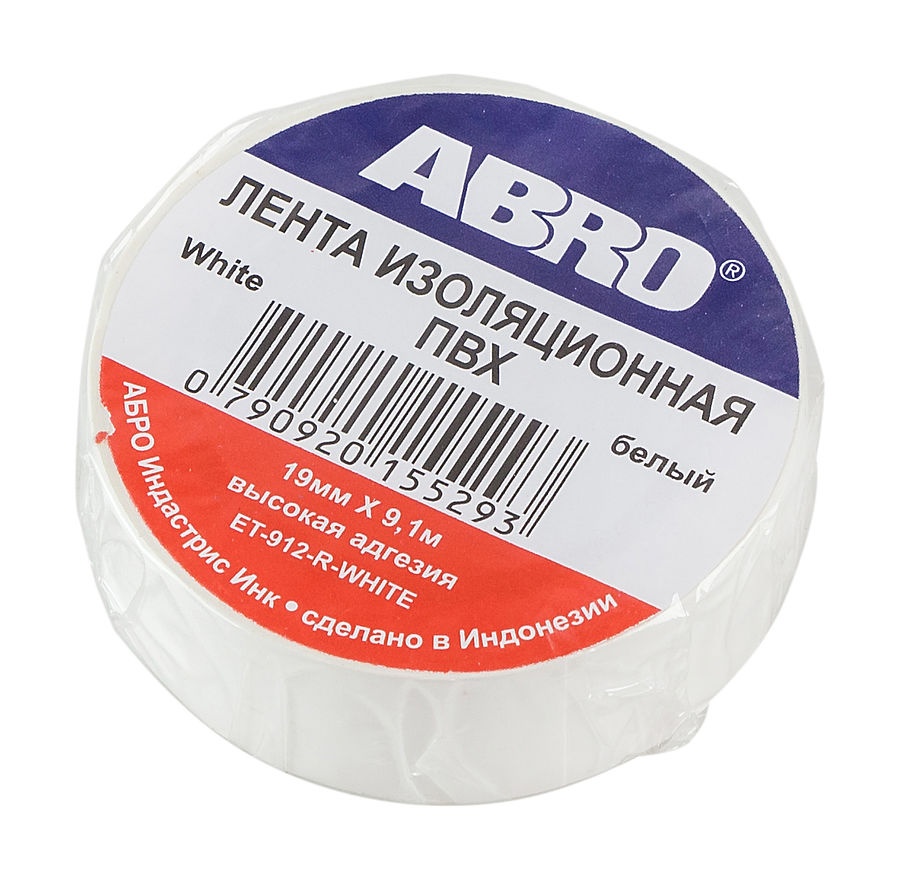 ABRO®
ЛЕНТА ИЗОЛЯЦИОННАЯ
ПВХ
White
белый
0 790920 155293
19мм X 9,1м
высокая адгезия
ET-912-R-WHITE
АБРО Индастрис Инк • сделано в Индонезии